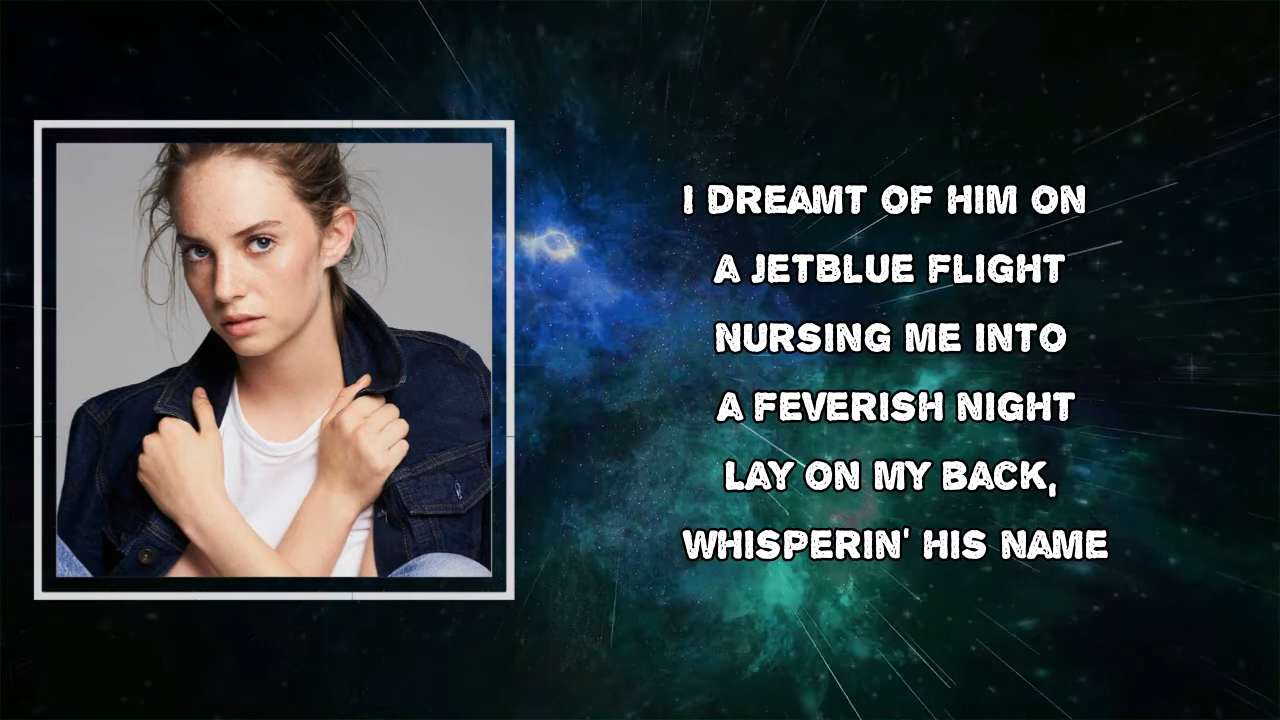 I DREAMT OF HIM ON
A JETBLUE FLIGHT
NURSING ME INTO
A FEVERISH NIGHT
LAY ON MY BACK,
WHISPERIN' HIS NAME